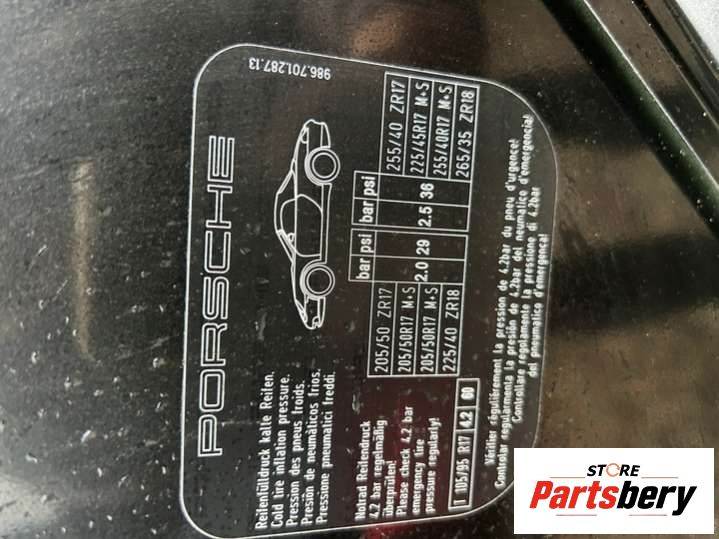 986.701.287.13
PORSCHE
Reifenfülldruck kalte Reifen.
Cold tire inflation pressure.
Pression des pneus froids.
Presión de neumáticos fríos.
Pressione pneumatici freddi.
bar psi bar psi
205/50 ZR17 2.0 29 2.5 36 255/40 ZR17
205/50R17 M+S 225/45R17 M+S
205/50R17 M+S 255/40R17 M+S
225/40 ZR18 265/35 ZR18
Notrad Reifendruck
4.2 bar regelmäßig
überprüfen!
Please check 4.2 bar
emergency tire
pressure regularly!
T 105/95 R17 4.2 60
Vérifier régulièrement la pression de 4.2bar du pneu d'urgence!
Controlar regularmenta la presión de 4.2bar del neumatico d'emergencia!
Controllare regolamente la pressione di 4.2bar
del pneumatico d'emergenca!
STORE
Partsbery